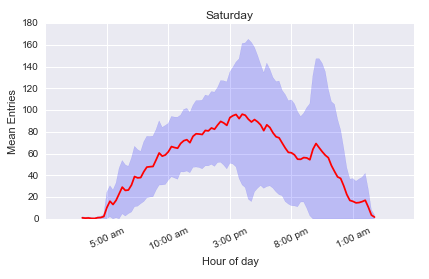 Saturday
180
160
140
120
100
80
60
40
20
0
Mean Entries
5:00 am
10:00 am
3:00 am
8:00 pm
1:00 am
Hour of day